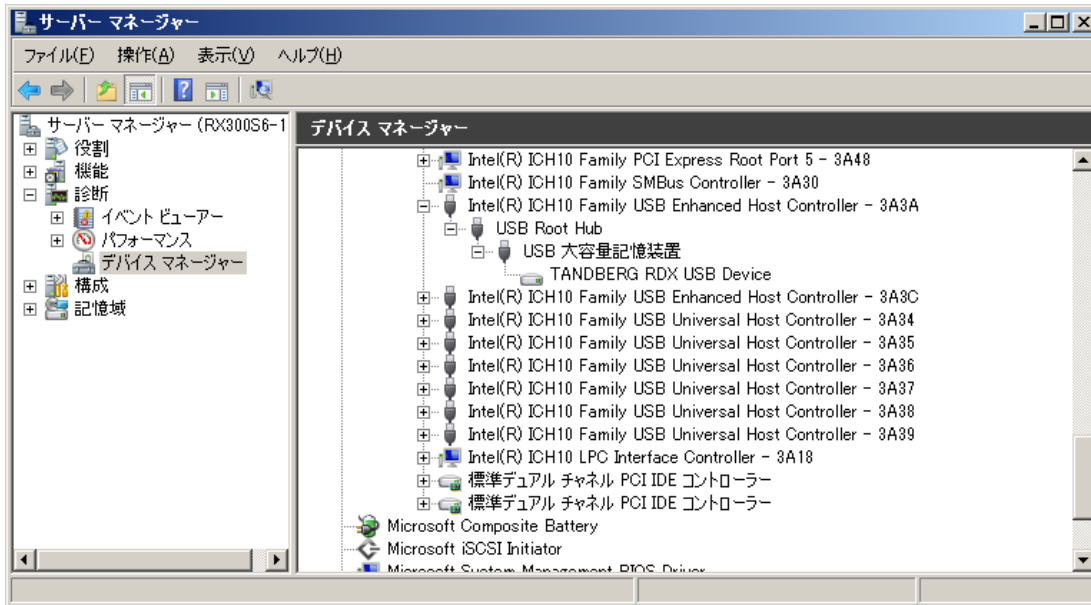 サーバー マネージャー
ファイル(F) 操作(A) 表示(V) ヘルプ(H)
サーバー マネージャー (RX300S6-1
役割
機能
診断
イベント ビューアー
パフォーマンス
デバイス マネージャー
構成
記憶域
デバイス マネージャー
Intel(R) ICH10 Family PCI Express Root Port 5 - 3A48
Intel(R) ICH10 Family SMBus Controller - 3A30
Intel(R) ICH10 Family USB Enhanced Host Controller - 3A3A
USB Root Hub
USB 大容量記憶装置
TANDBERG RDX USB Device
Intel(R) ICH10 Family USB Enhanced Host Controller - 3A3C
Intel(R) ICH10 Family USB Universal Host Controller - 3A34
Intel(R) ICH10 Family USB Universal Host Controller - 3A35
Intel(R) ICH10 Family USB Universal Host Controller - 3A36
Intel(R) ICH10 Family USB Universal Host Controller - 3A37
Intel(R) ICH10 Family USB Universal Host Controller - 3A38
Intel(R) ICH10 Family USB Universal Host Controller - 3A39
Intel(R) ICH10 LPC Interface Controller - 3A18
標準デュアル チャネル PCI IDE コントローラー
標準デュアル チャネル PCI IDE コントローラー
Microsoft Composite Battery
Microsoft iSCSI Initiator
Microsoft System Management BIOS Driver